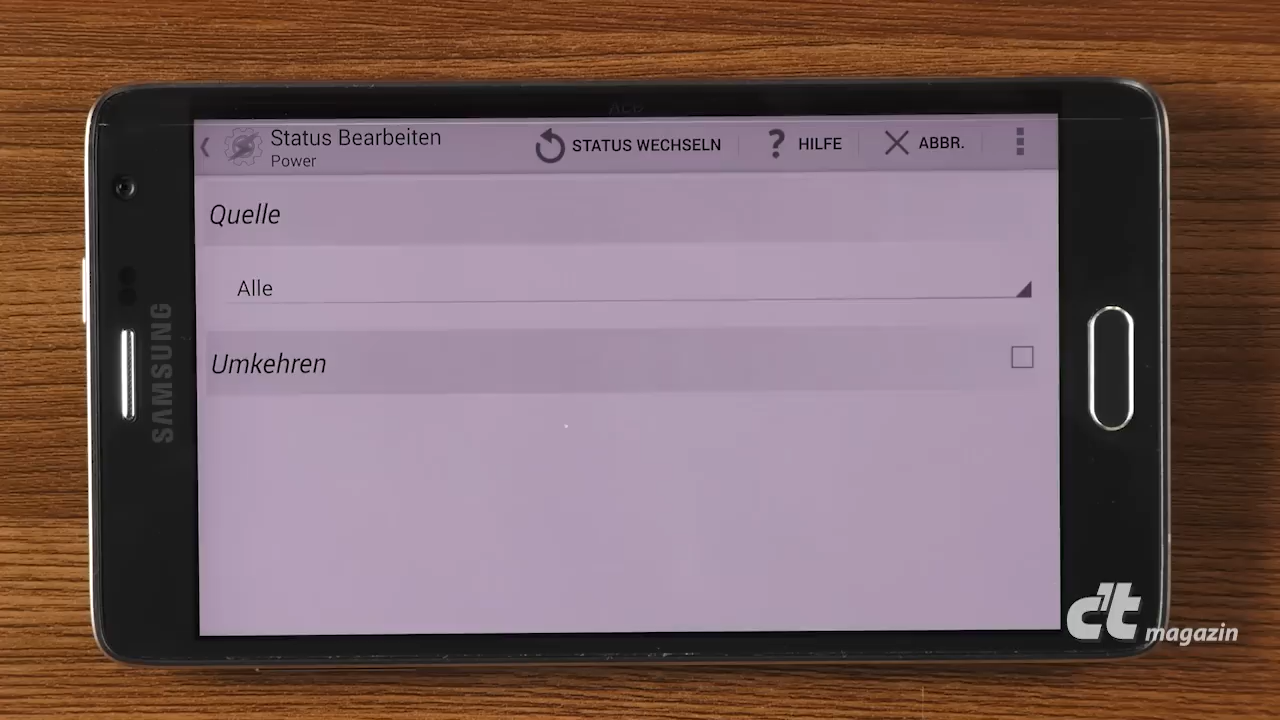 Status Bearbeiten
Power
STATUS WECHSELN
? HILFE
ABBR.
Quelle
Alle
Umkehren
SAMSUNG
c't magazin